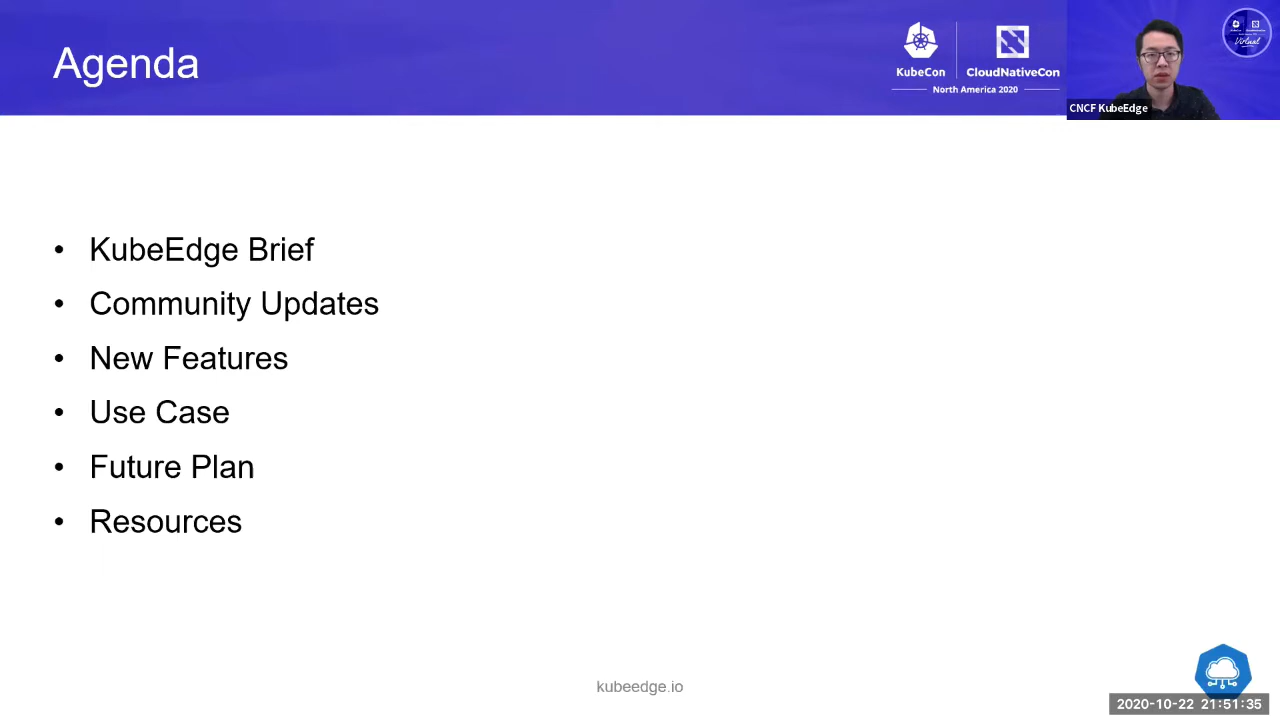 Agenda
KubeCon
CloudNativeCon
North America 2020
Virtual
CNCF KubeEdge
• KubeEdge Brief
• Community Updates
• New Features
• Use Case
• Future Plan
• Resources
kubeedge.io
2020-10-22 21:51:35